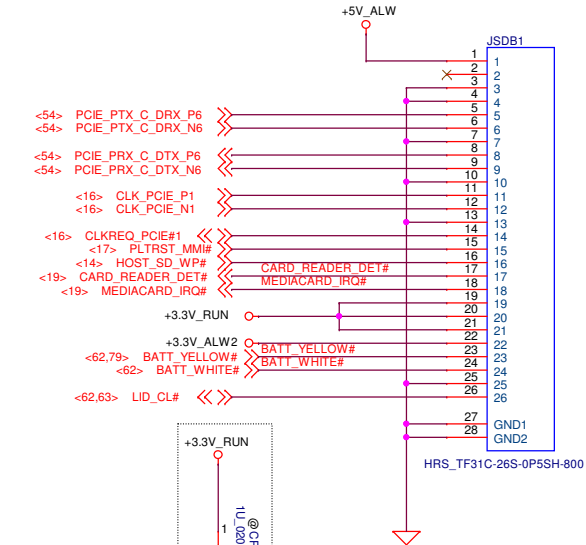 +5V_ALW
JSDB1
1 1
2 2
3 3
4 4
<54> PCIE_PTX_C_DRX_P6 5 5
<54> PCIE_PTX_C_DRX_N6 6 6
7 7
<54> PCIE_PRX_C_DTX_P6 8 8
<54> PCIE_PRX_C_DTX_N6 9 9
10 10
<16> CLK_PCIE_P1 11 11
<16> CLK_PCIE_N1 12 12
13 13
<16> CLKREQ_PCIE#1 14 14
<17> PLTRST_MMI# 15 15
<14> HOST_SD_WP# 16 16
<19> CARD_READER_DET# CARD_READER_DET# 17 17
<19> MEDIACARD_IRQ# MEDIACARD_IRQ# 18 18
19 19
+3.3V_RUN 20 20
21 21
+3.3V_ALW2 22 22
<62,79> BATT_YELLOW# BATT_YELLOW# 23 23
<62> BATT_WHITE# BATT_WHITE# 24 24
25 25
<62,63> LID_CL# 26 26
27 GND1
28 GND2
+3.3V_RUN
HRS_TF31C-26S-0P5SH-800
1